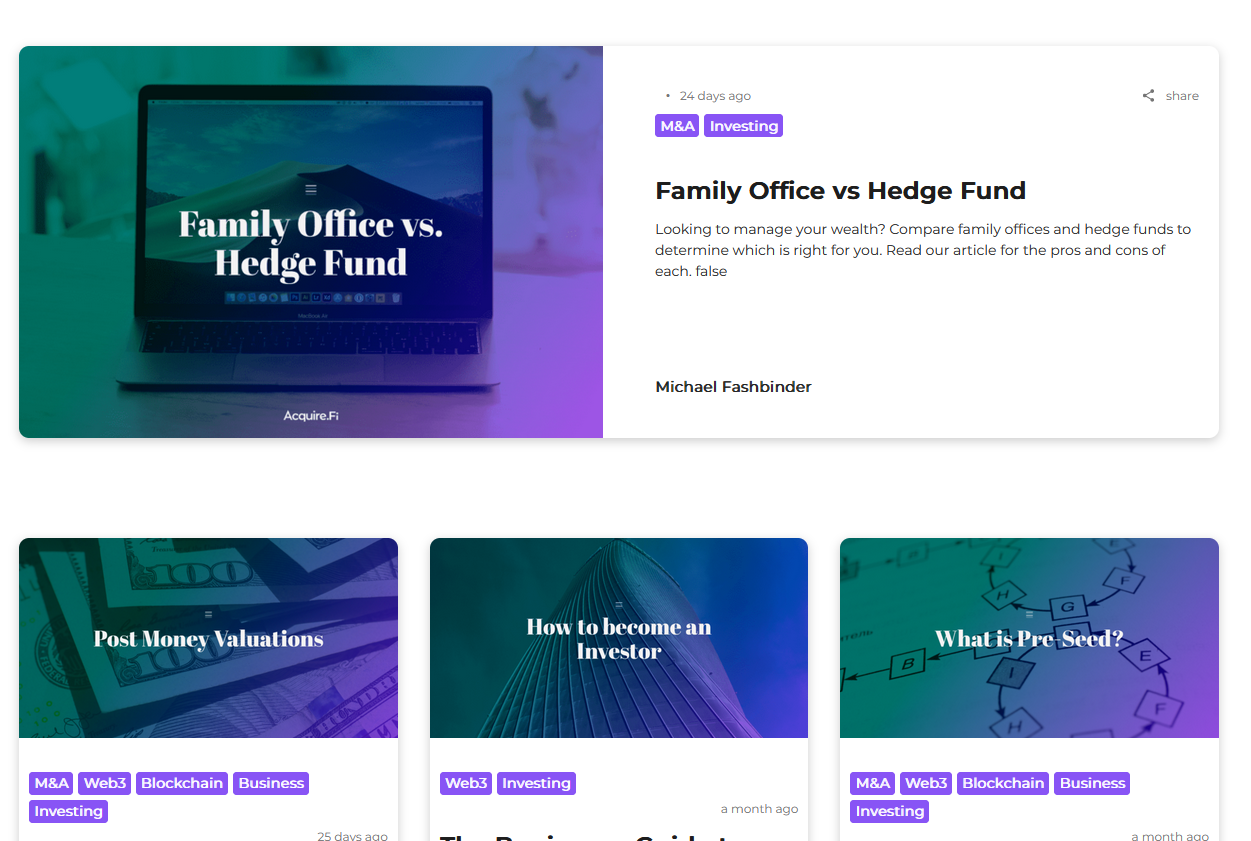 Family Office vs.
Hedge Fund
MacBook Air
Acquire.Fi
• 24 days ago
share
M&A Investing
Family Office vs Hedge Fund
Looking to manage your wealth? Compare family offices and hedge funds to
determine which is right for you. Read our article for the pros and cons of
each. false
Michael Fashbinder
100
100
Post Money Valuations
M&A Web3 Blockchain Business
Investing
25 days ago
How to become an
Investor
Web3 Investing
a month ago
I
E
D
H
F
G
What is Pre-Seed?
B
I
E
F
H
M&A Web3 Blockchain Business
Investing
a month ago